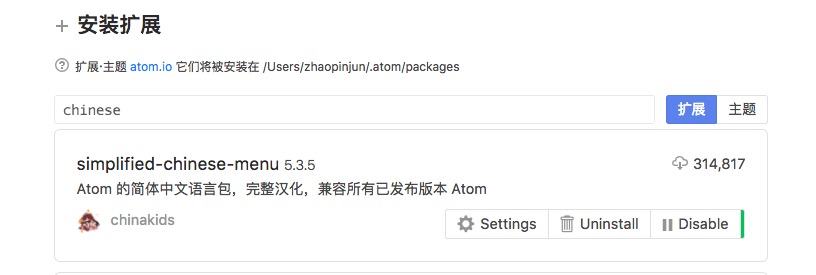 + 安装扩展
扩展·主题 atom.io 它们将被安装在 /Users/zhaopinjun/.atom/packages
chinese
扩展 主题
simplified-chinese-menu 5.3.5
314,817
Atom 的简体中文语言包，完整汉化，兼容所有已发布版本 Atom
chinakids
Settings Uninstall Disable